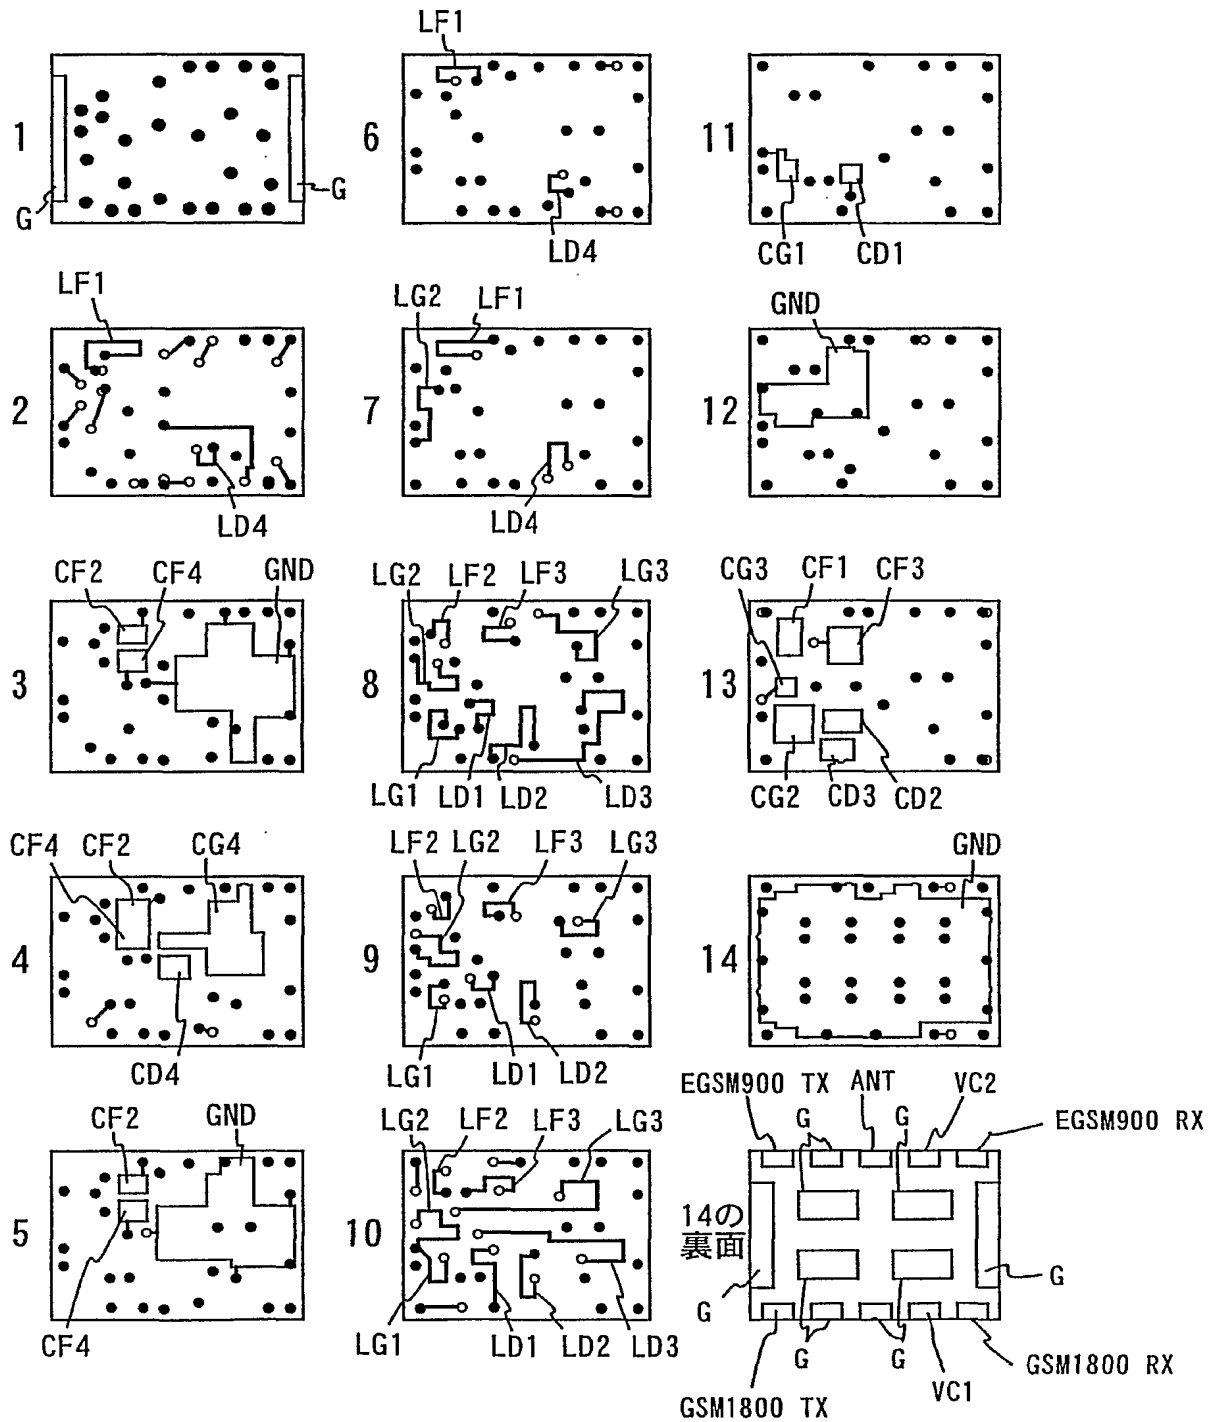 1
G
G
LF1
2
LD4
CF2
CF4
GND
3
CF4
CF2
CG4
4
CD4
CF2
GND
5
CF4
LF1
6
LD4
LG2
LF1
7
LD4
LG2
LF2
LF3
LG3
8
LG1
LD1
LD2
LD3
LF2
LG2
LF3
LG3
9
LG1
LD1
LD2
LG2
LF2
LF3
LG3
10
LG1
LD1
LD2
LD3
11
CG1
CD1
GND
12
CG3
CF1
CF3
13
CG2
CD3
CD2
GND
14
EGSM900 TX
ANT
VC2
G
G
EGSM900 RX
14の
裏面
G
G
G
G
GSM1800 RX
VC1
GSM1800 TX